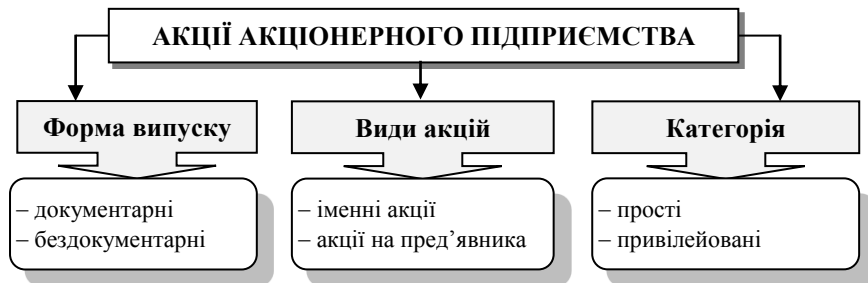 АКЦІЇ АКЦІОНЕРНОГО ПІДПРИЄМСТВА
Форма випуску
– документарні
– бездокументарні
Види акцій
– іменні акції
– акції на пред’явника
Категорія
– прості
– привілейовані